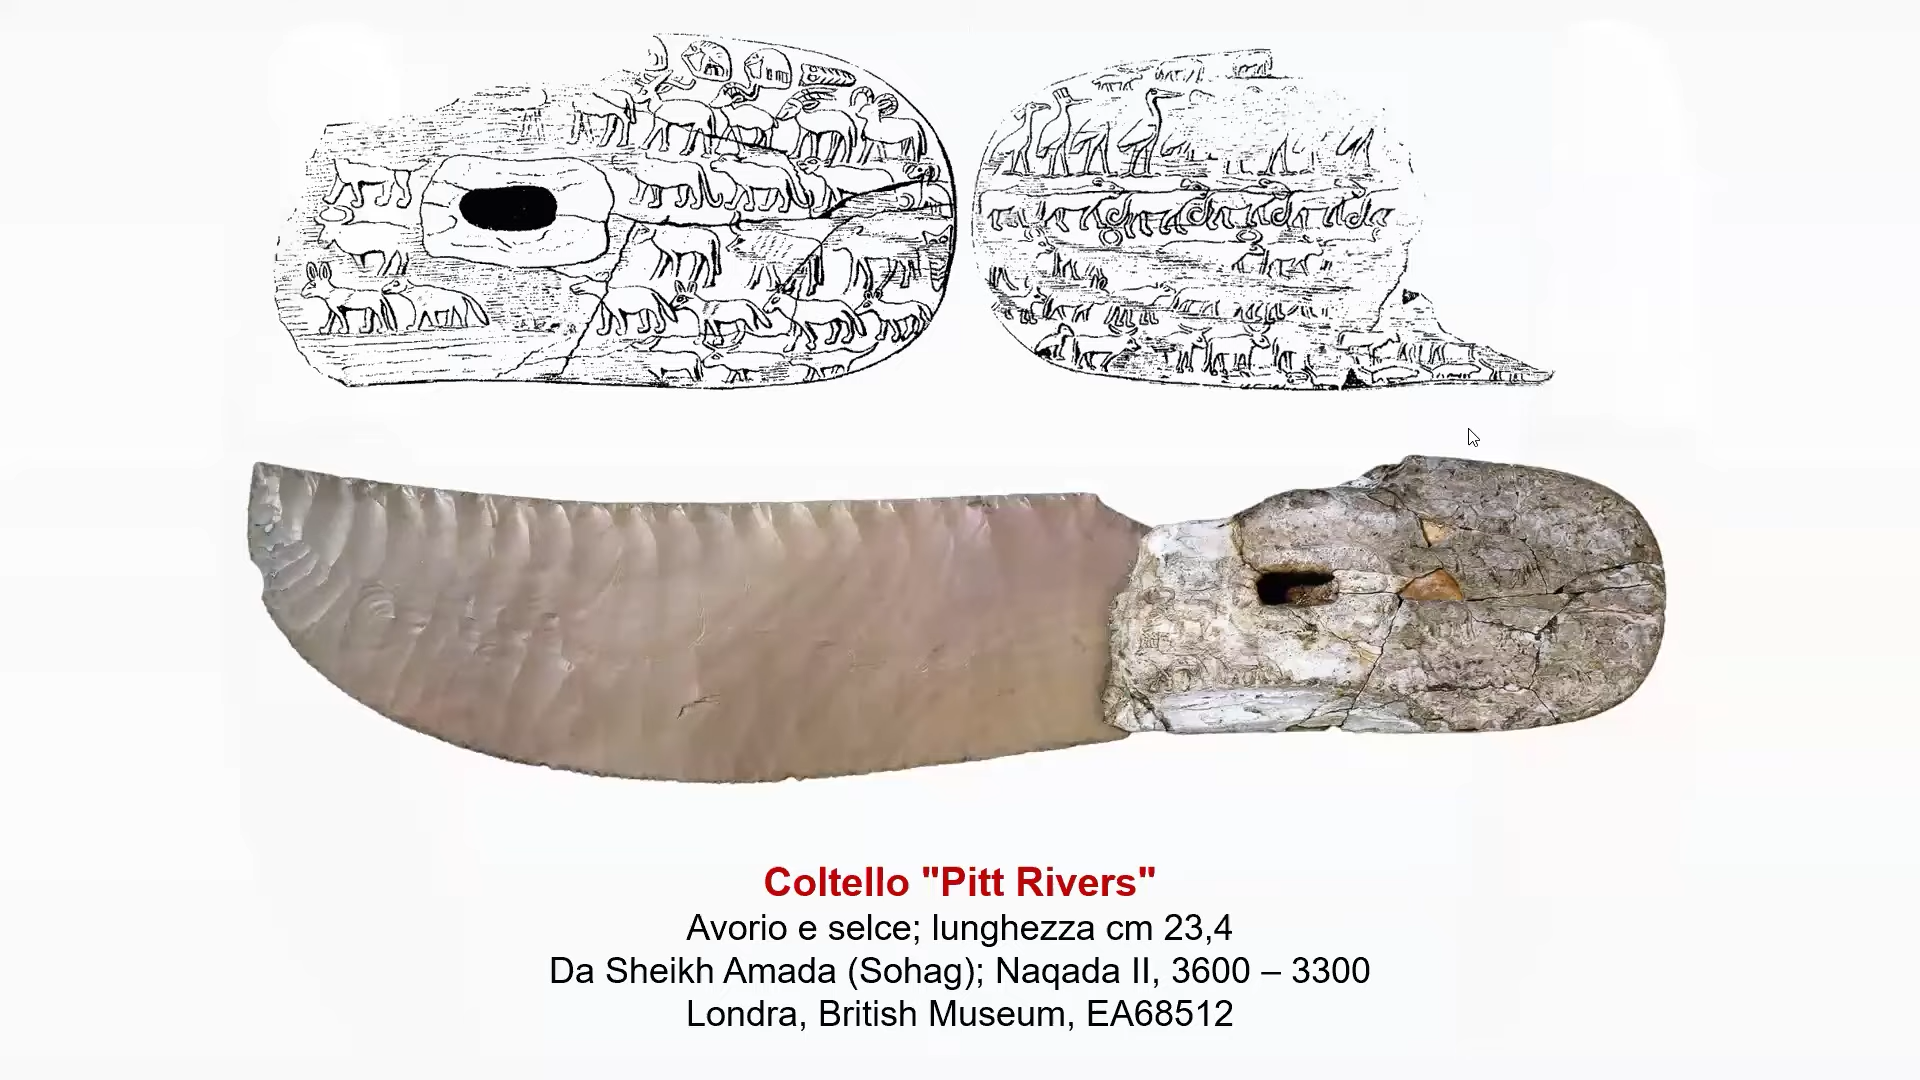 Coltello "Pitt Rivers"
Avorio e selce; lunghezza cm 23,4
Da Sheikh Amada (Sohag); Naqada II, 3600 – 3300
Londra, British Museum, EA68512